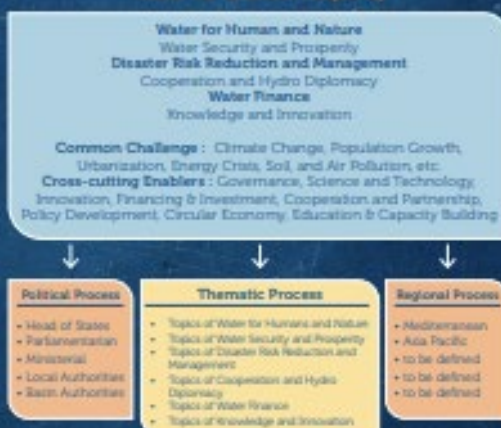 Water for Human and Nature
Water Security and Prosperity
Disaster Risk Reduction and Management
Cooperation and Hydro Diplomacy
Water Finance
Knowledge and Innovation
Common Challenge : Climate Change, Population Growth,
Urbanization, Energy Crisis, Soil, and Air Pollution, etc.
Cross-cutting Enablers : Governance, Science and Technology,
Innovation, Financing & Investment, Cooperation and Partnership,
Policy Development, Circular Economy, Education & Capacity Building
Political Process
• Head of States
• Parliamentarian
• Ministerial
• Local Authorities
• Basin Authorities
Thematic Process
• Topics of Water for Humans and Nature
• Topics of Water Security and Prosperity
• Topics of Disaster Risk Reduction and
Management
• Topics of Cooperation and Hydro
Diplomacy
• Topics of Water Finance
• Topics of Knowledge and Innovation
Regional Process
• Mediterranean
• Asia Pacific
• to be defined
• to be defined
• to be defined